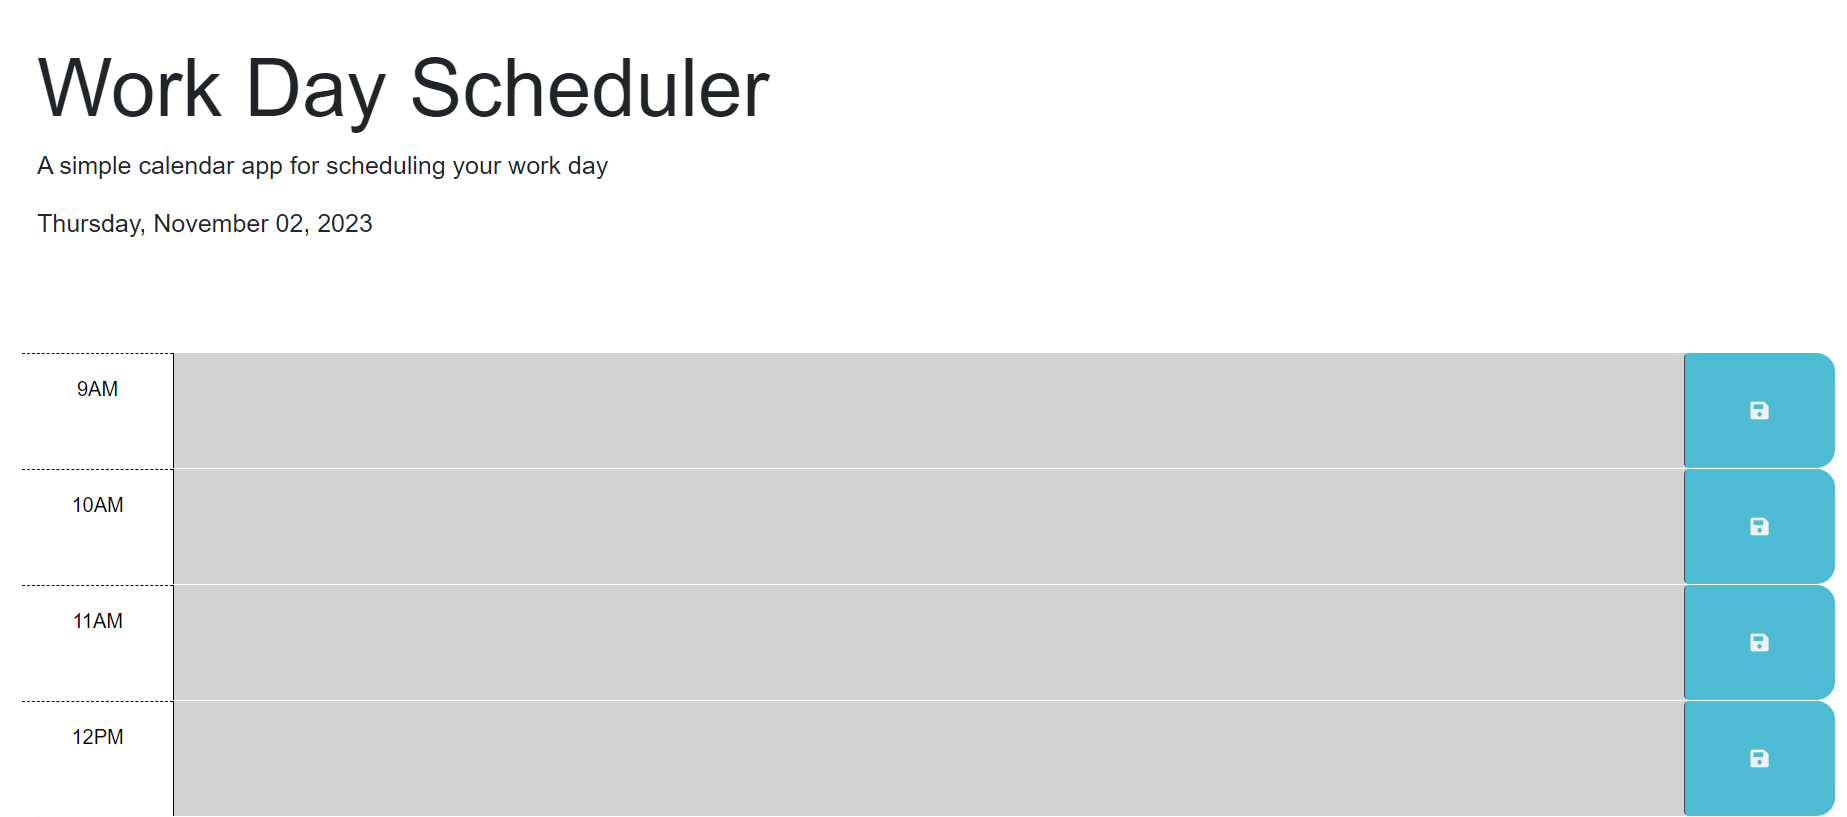 Work Day Scheduler
A simple calendar app for scheduling your work day
Thursday, November 02, 2023
9AM
10AM
11AM
12PM